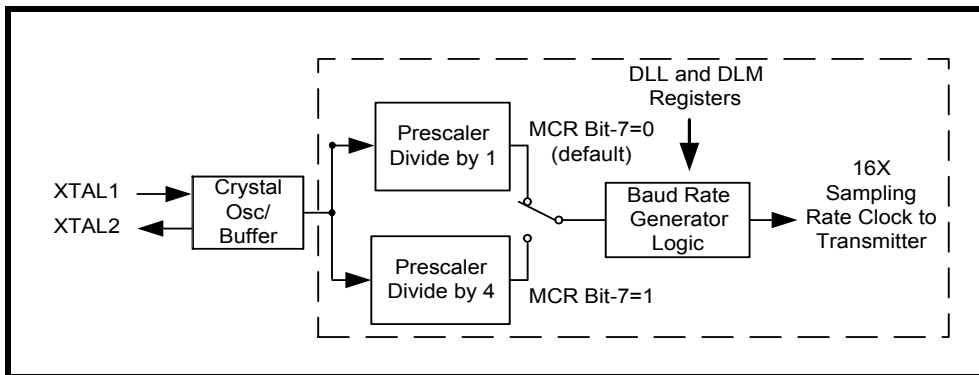 DLL and DLM
Registers
Prescaler
Divide by 1
MCR Bit-7=0
(default)
XTAL1
XTAL2
Crystal
Osc/
Buffer
Baud Rate
Generator
Logic
16X
Sampling
Rate Clock to
Transmitter
Prescaler
Divide by 4
MCR Bit-7=1